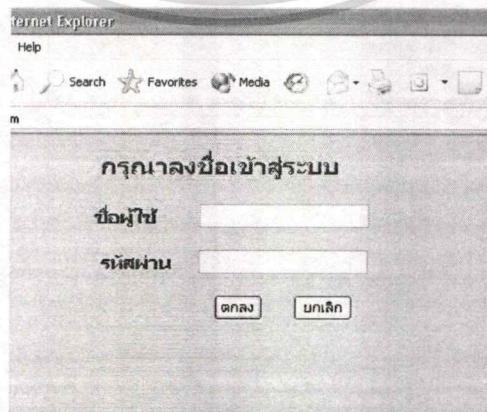 ternet Explorer
Help
Search Favorites Media
m
กรุณาลงชื่อเข้าสู่ระบบ
ชื่อผู้ใช้
รหัสผ่าน
ตกลง ยกเลิก